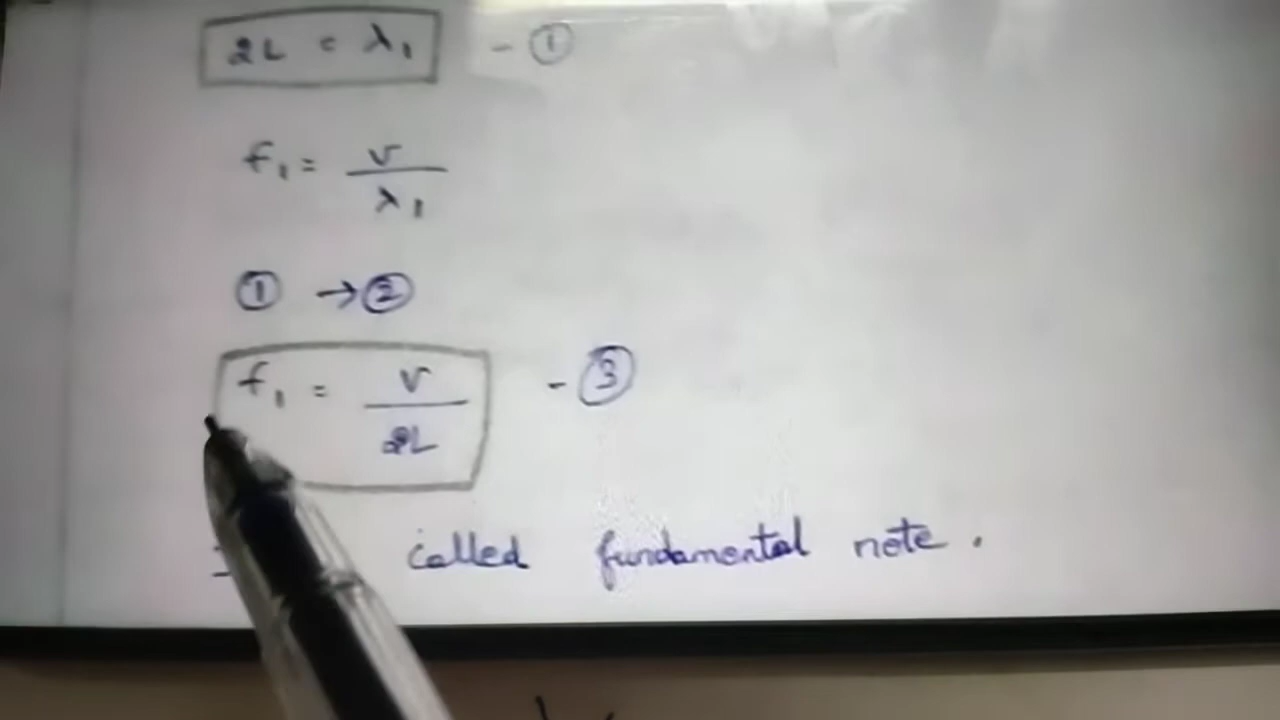 2L = λ₁ - ①
f₁ = v / λ₁
① → ②
f₁ = v / 2L - ③
called fundamental note.